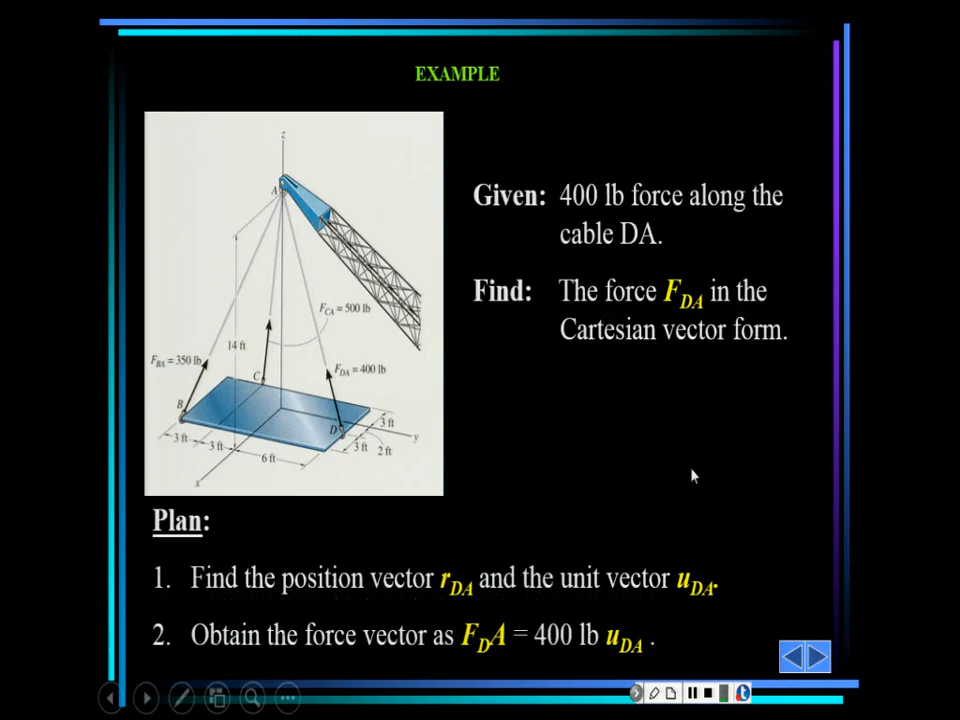 EXAMPLE
z
A
14 ft
F_CA = 500 lb
F_BA = 350 lb
F_DA = 400 lb
C
B
D
3 ft
3 ft
6 ft
3 ft
3 ft
2 ft
y
x
Given: 400 lb force along the
cable DA.
Find: The force F_DA in the
Cartesian vector form.
Plan:
1. Find the position vector r_DA and the unit vector u_DA.
2. Obtain the force vector as F_DA = 400 lb u_DA .